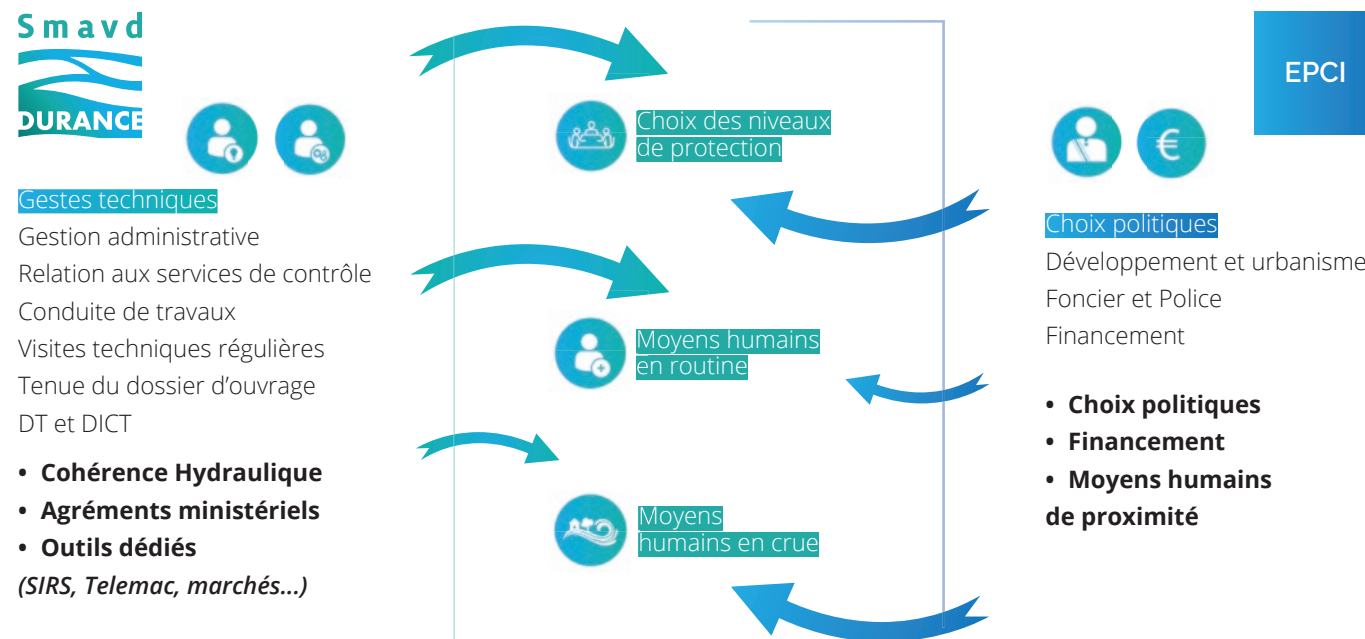 Smavd
DURANCE
Gestes techniques
Gestion administrative
Relation aux services de contrôle
Conduite de travaux
Visites techniques régulières
Tenue du dossier d’ouvrage
DT et DICT
• Cohérence Hydraulique
• Agréments ministériels
• Outils dédiés
(SIRS, Telemac, marchés...)
Choix des niveaux
de protection
Moyens humains
en routine
Moyens
humains en crue
EPCI
€
Choix politiques
Développement et urbanisme
Foncier et Police
Financement
• Choix politiques
• Financement
• Moyens humains
de proximité